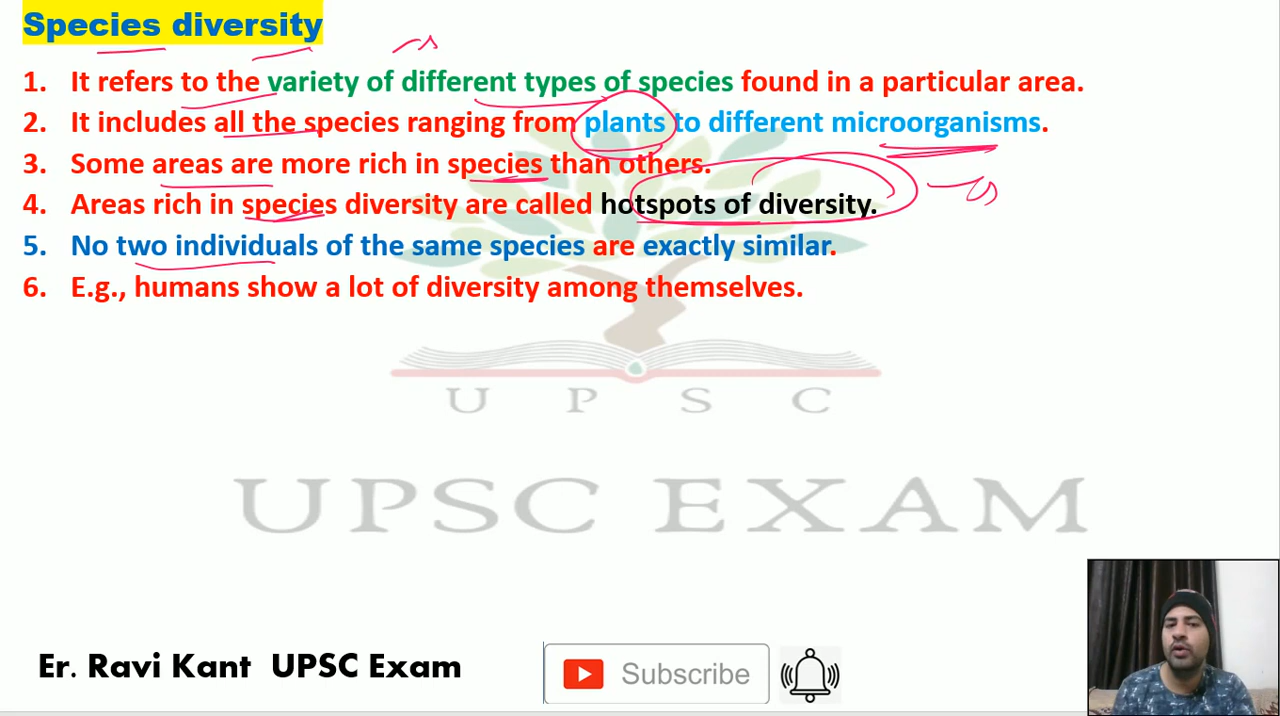 Species diversity
1. It refers to the variety of different types of species found in a particular area.
2. It includes all the species ranging from plants to different microorganisms.
3. Some areas are more rich in species than others.
4. Areas rich in species diversity are called hotspots of diversity.
5. No two individuals of the same species are exactly similar.
6. E.g., humans show a lot of diversity among themselves.
U P S C
UPSC EXAM
Er. Ravi Kant UPSC Exam
Subscribe